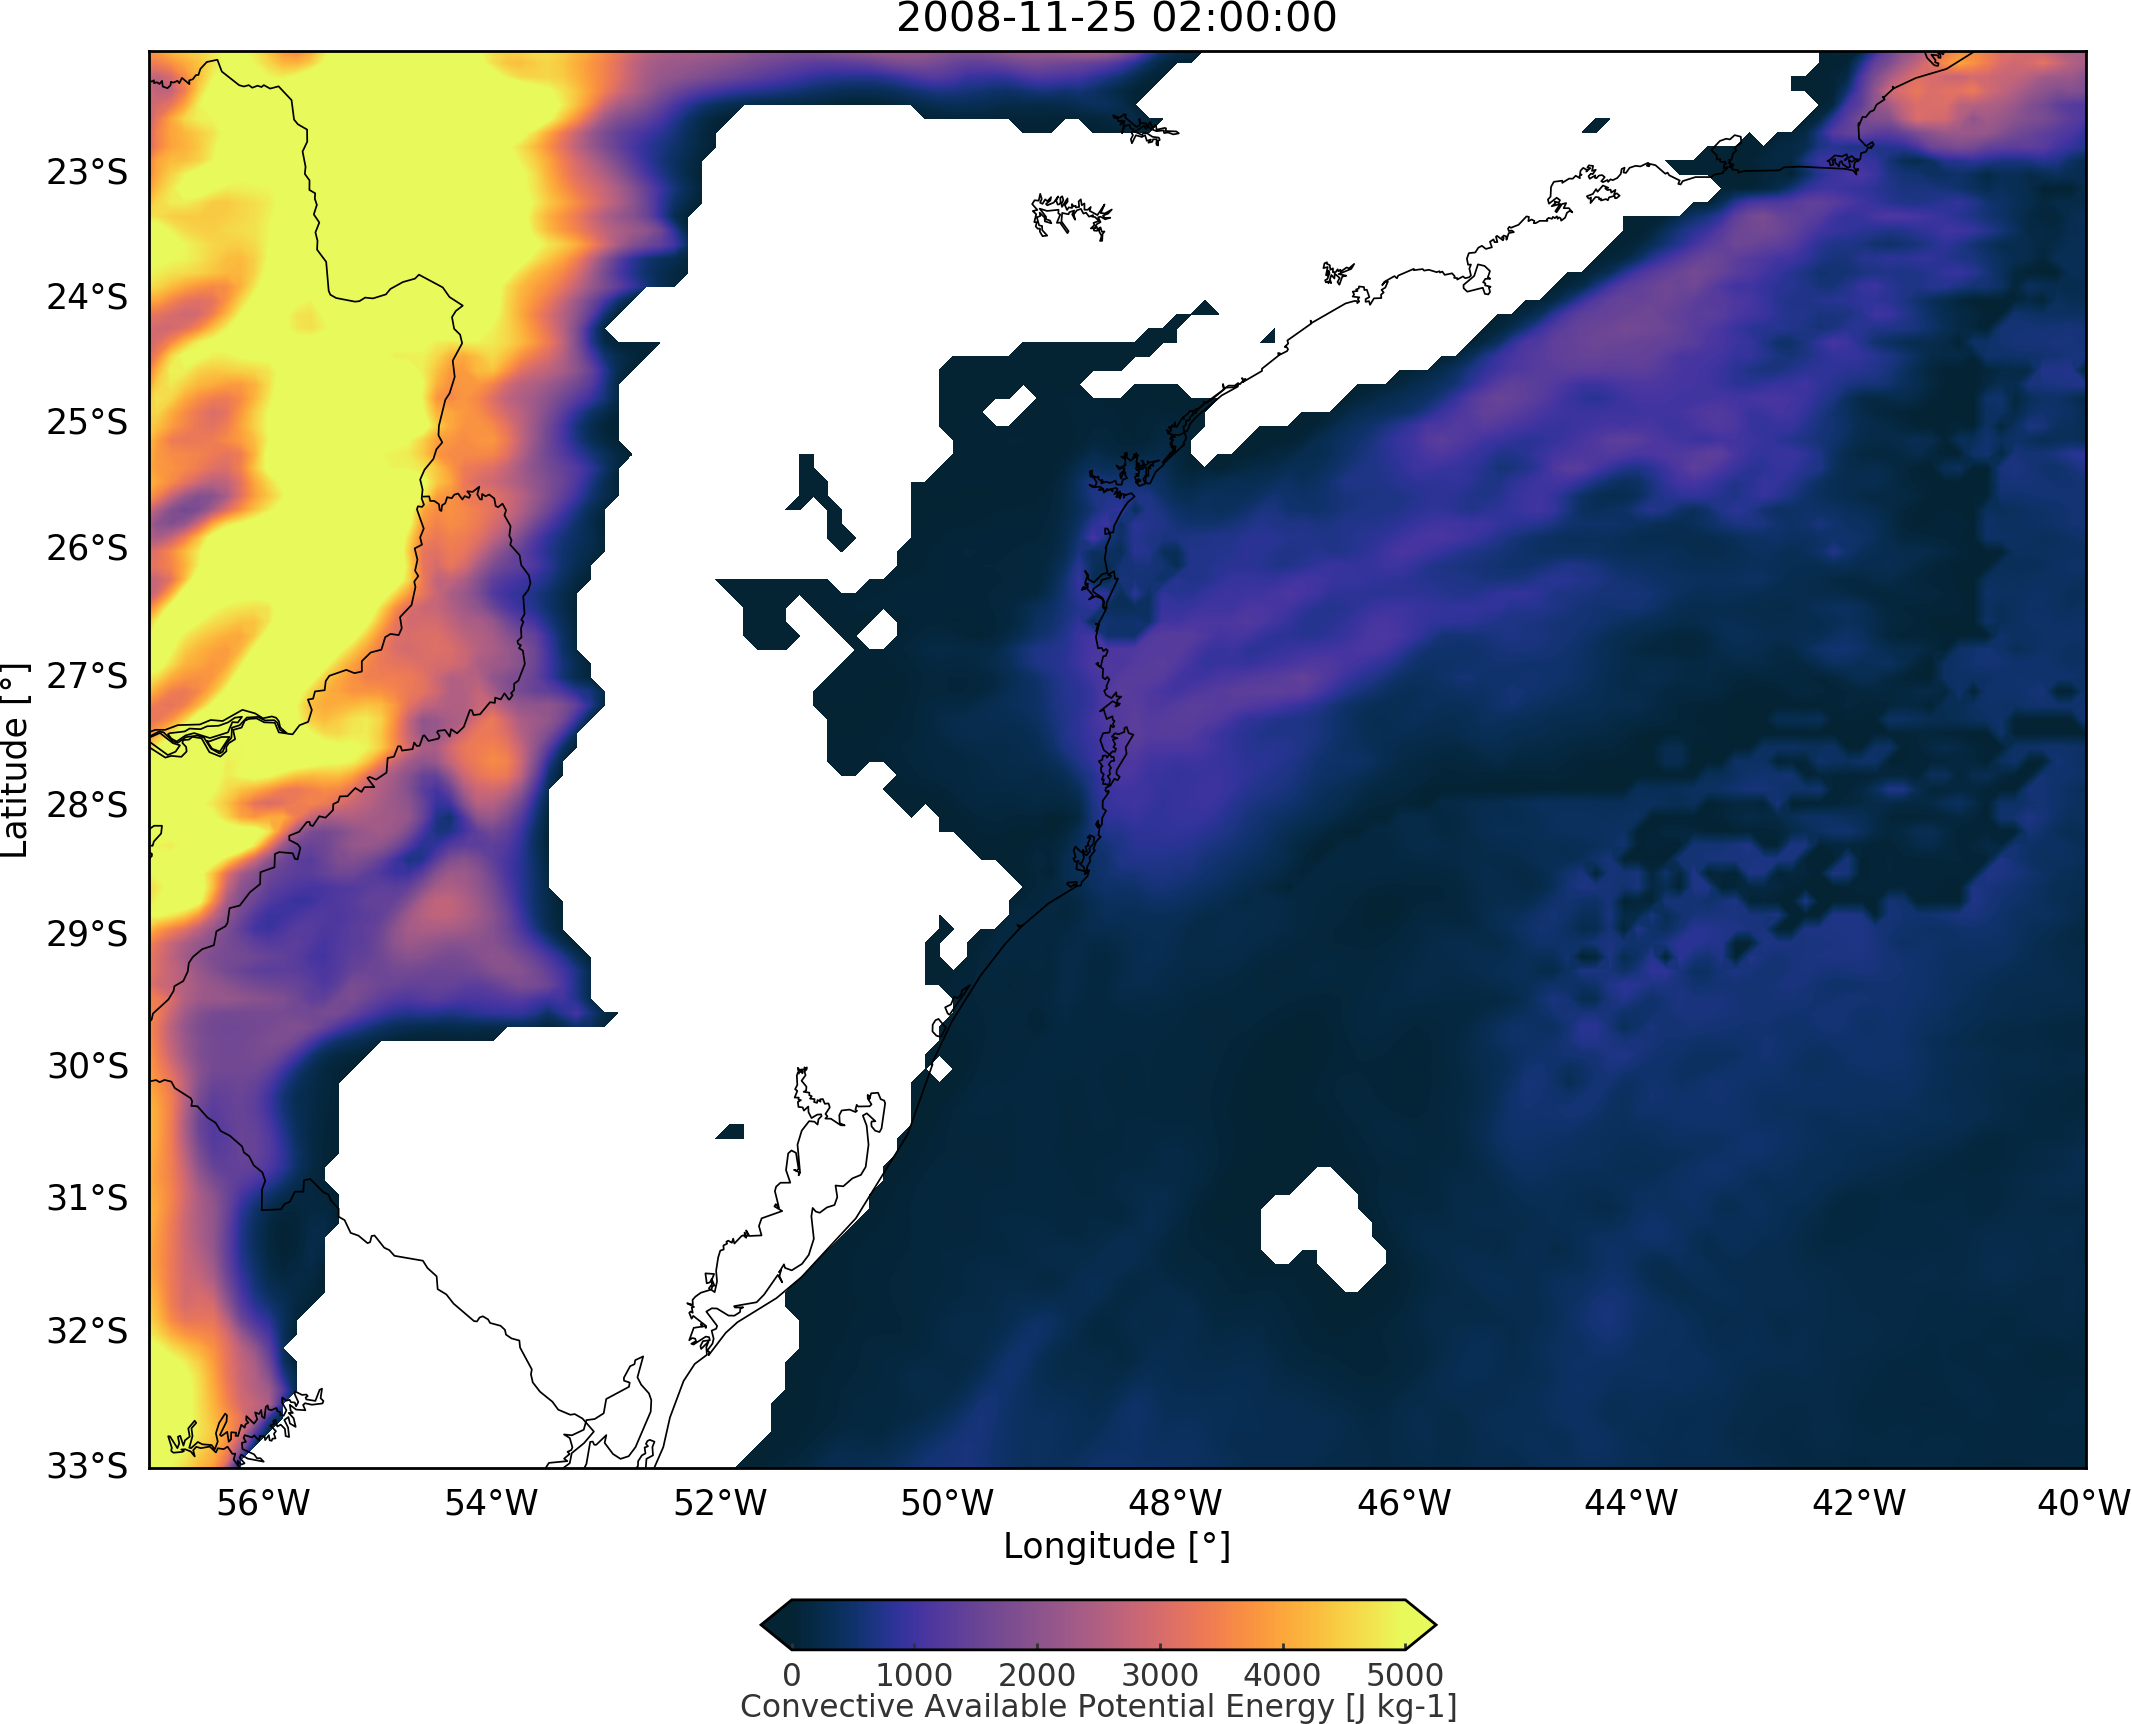 2008-11-25 02:00:00
23°S
24°S
25°S
26°S
27°S
28°S
29°S
30°S
31°S
32°S
33°S
Latitude [°]
56°W 54°W 52°W 50°W 48°W 46°W 44°W 42°W 40°W
Longitude [°]
0 1000 2000 3000 4000 5000
Convective Available Potential Energy [J kg-1]